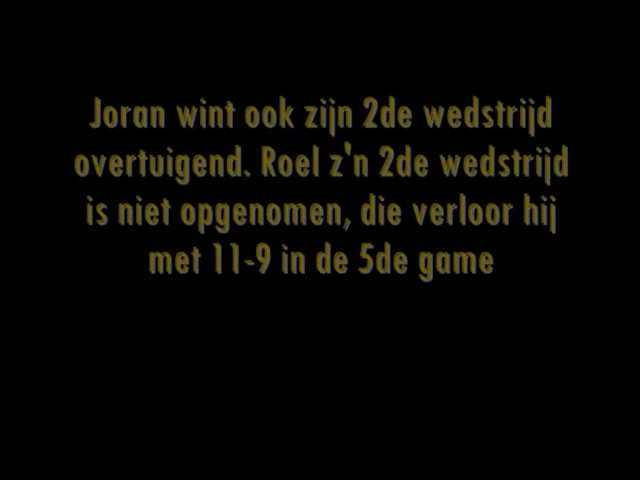 Joran wint ook zijn 2de wedstrijd
overtuigend. Roel z'n 2de wedstrijd
is niet opgenomen, die verloor hij
met 11-9 in de 5de game